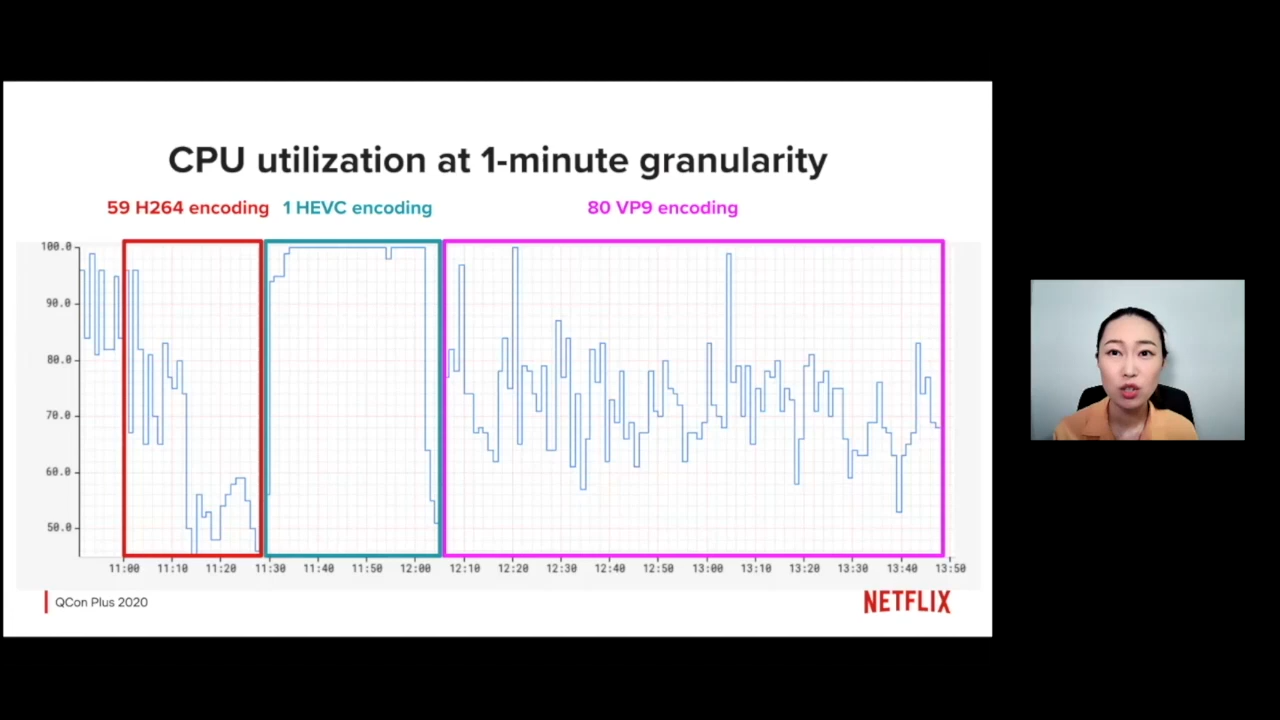 CPU utilization at 1-minute granularity
59 H264 encoding 1 HEVC encoding 80 VP9 encoding
100.0
90.0
80.0
70.0
60.0
50.0
11:00 11:10 11:20 11:30 11:40 11:50 12:00 12:10 12:20 12:30 12:40 12:50 13:00 13:10 13:20 13:30 13:40 13:50
QCon Plus 2020 NETFLIX